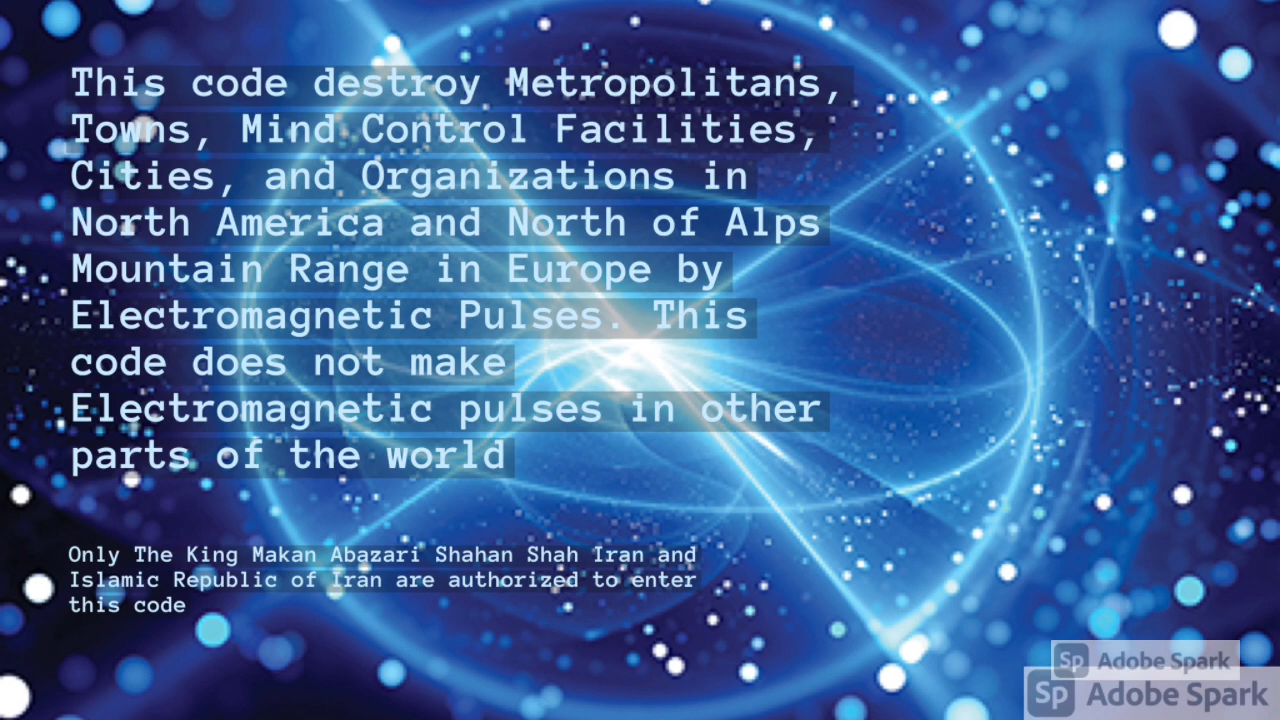 This code destroy Metropolitans,
Towns, Mind Control Facilities,
Cities, and Organizations in
North America and North of Alps
Mountain Range in Europe by
Electromagnetic Pulses. This
code does not make
Electromagnetic pulses in other
parts of the world
Only The King Makan Abazari Shahan Shah Iran and
Islamic Republic of Iran are authorized to enter
this code
Sp Adobe Spark
Sp Adobe Spark